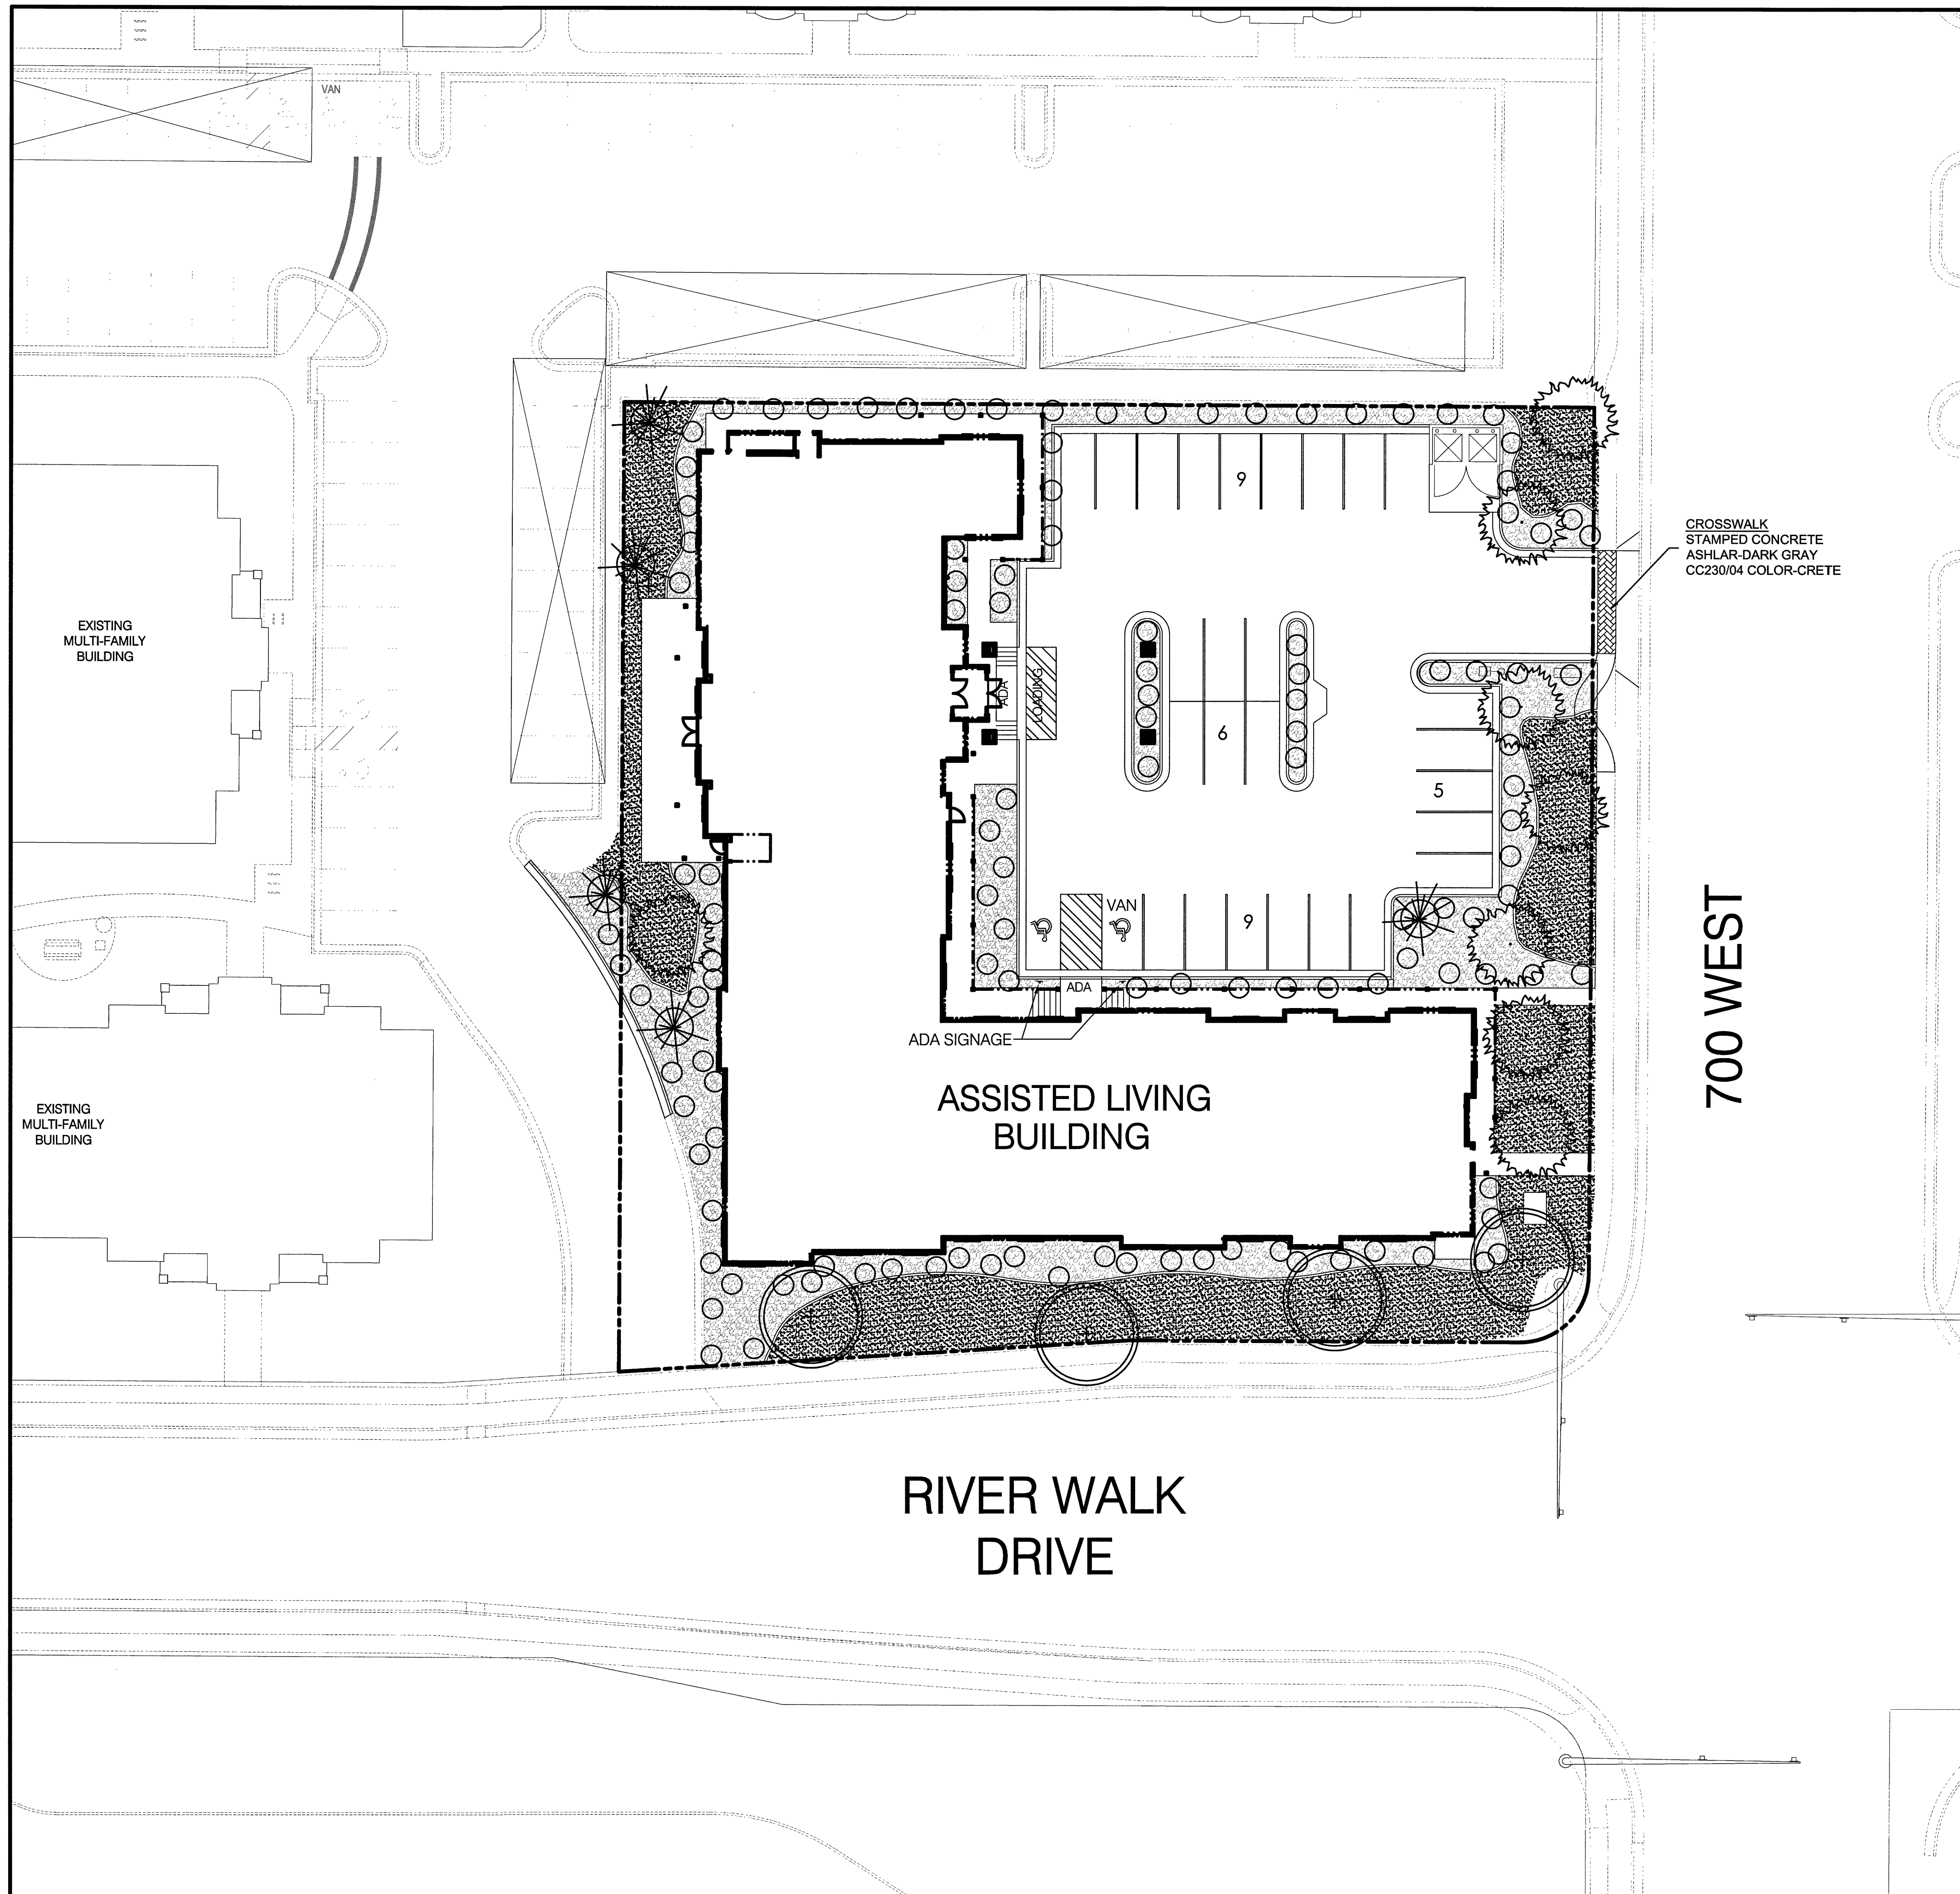 VAN
CROSSWALK
STAMPED CONCRETE
ASHLAR-DARK GRAY
CC230/04 COLOR-CRETE
9
EXISTING
MULTI-FAMILY
BUILDING
ADA
LOADING
6
5
VAN
9
700 WEST
ADA
ADA SIGNAGE
ASSISTED LIVING
BUILDING
EXISTING
MULTI-FAMILY
BUILDING
RIVER WALK
DRIVE